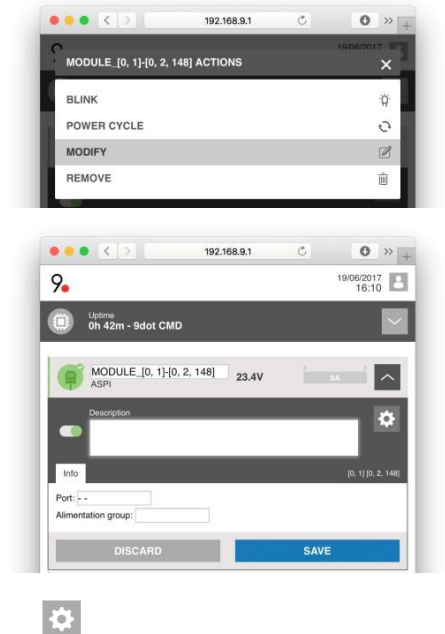 192.168.9.1
19/06/2017
MODULE_[0, 1]-[0, 2, 148] ACTIONS
BLINK
POWER CYCLE
MODIFY
REMOVE
192.168.9.1
9.
19/06/2017
16:10
Uptime
0h 42m - 9dot CMD
MODULE_[0, 1]-[0, 2, 148]
ASPI
23.4V
0A
Description
Info
[0, 1] [0, 2, 148]
Port: - -
Alimentation group:
DISCARD
SAVE